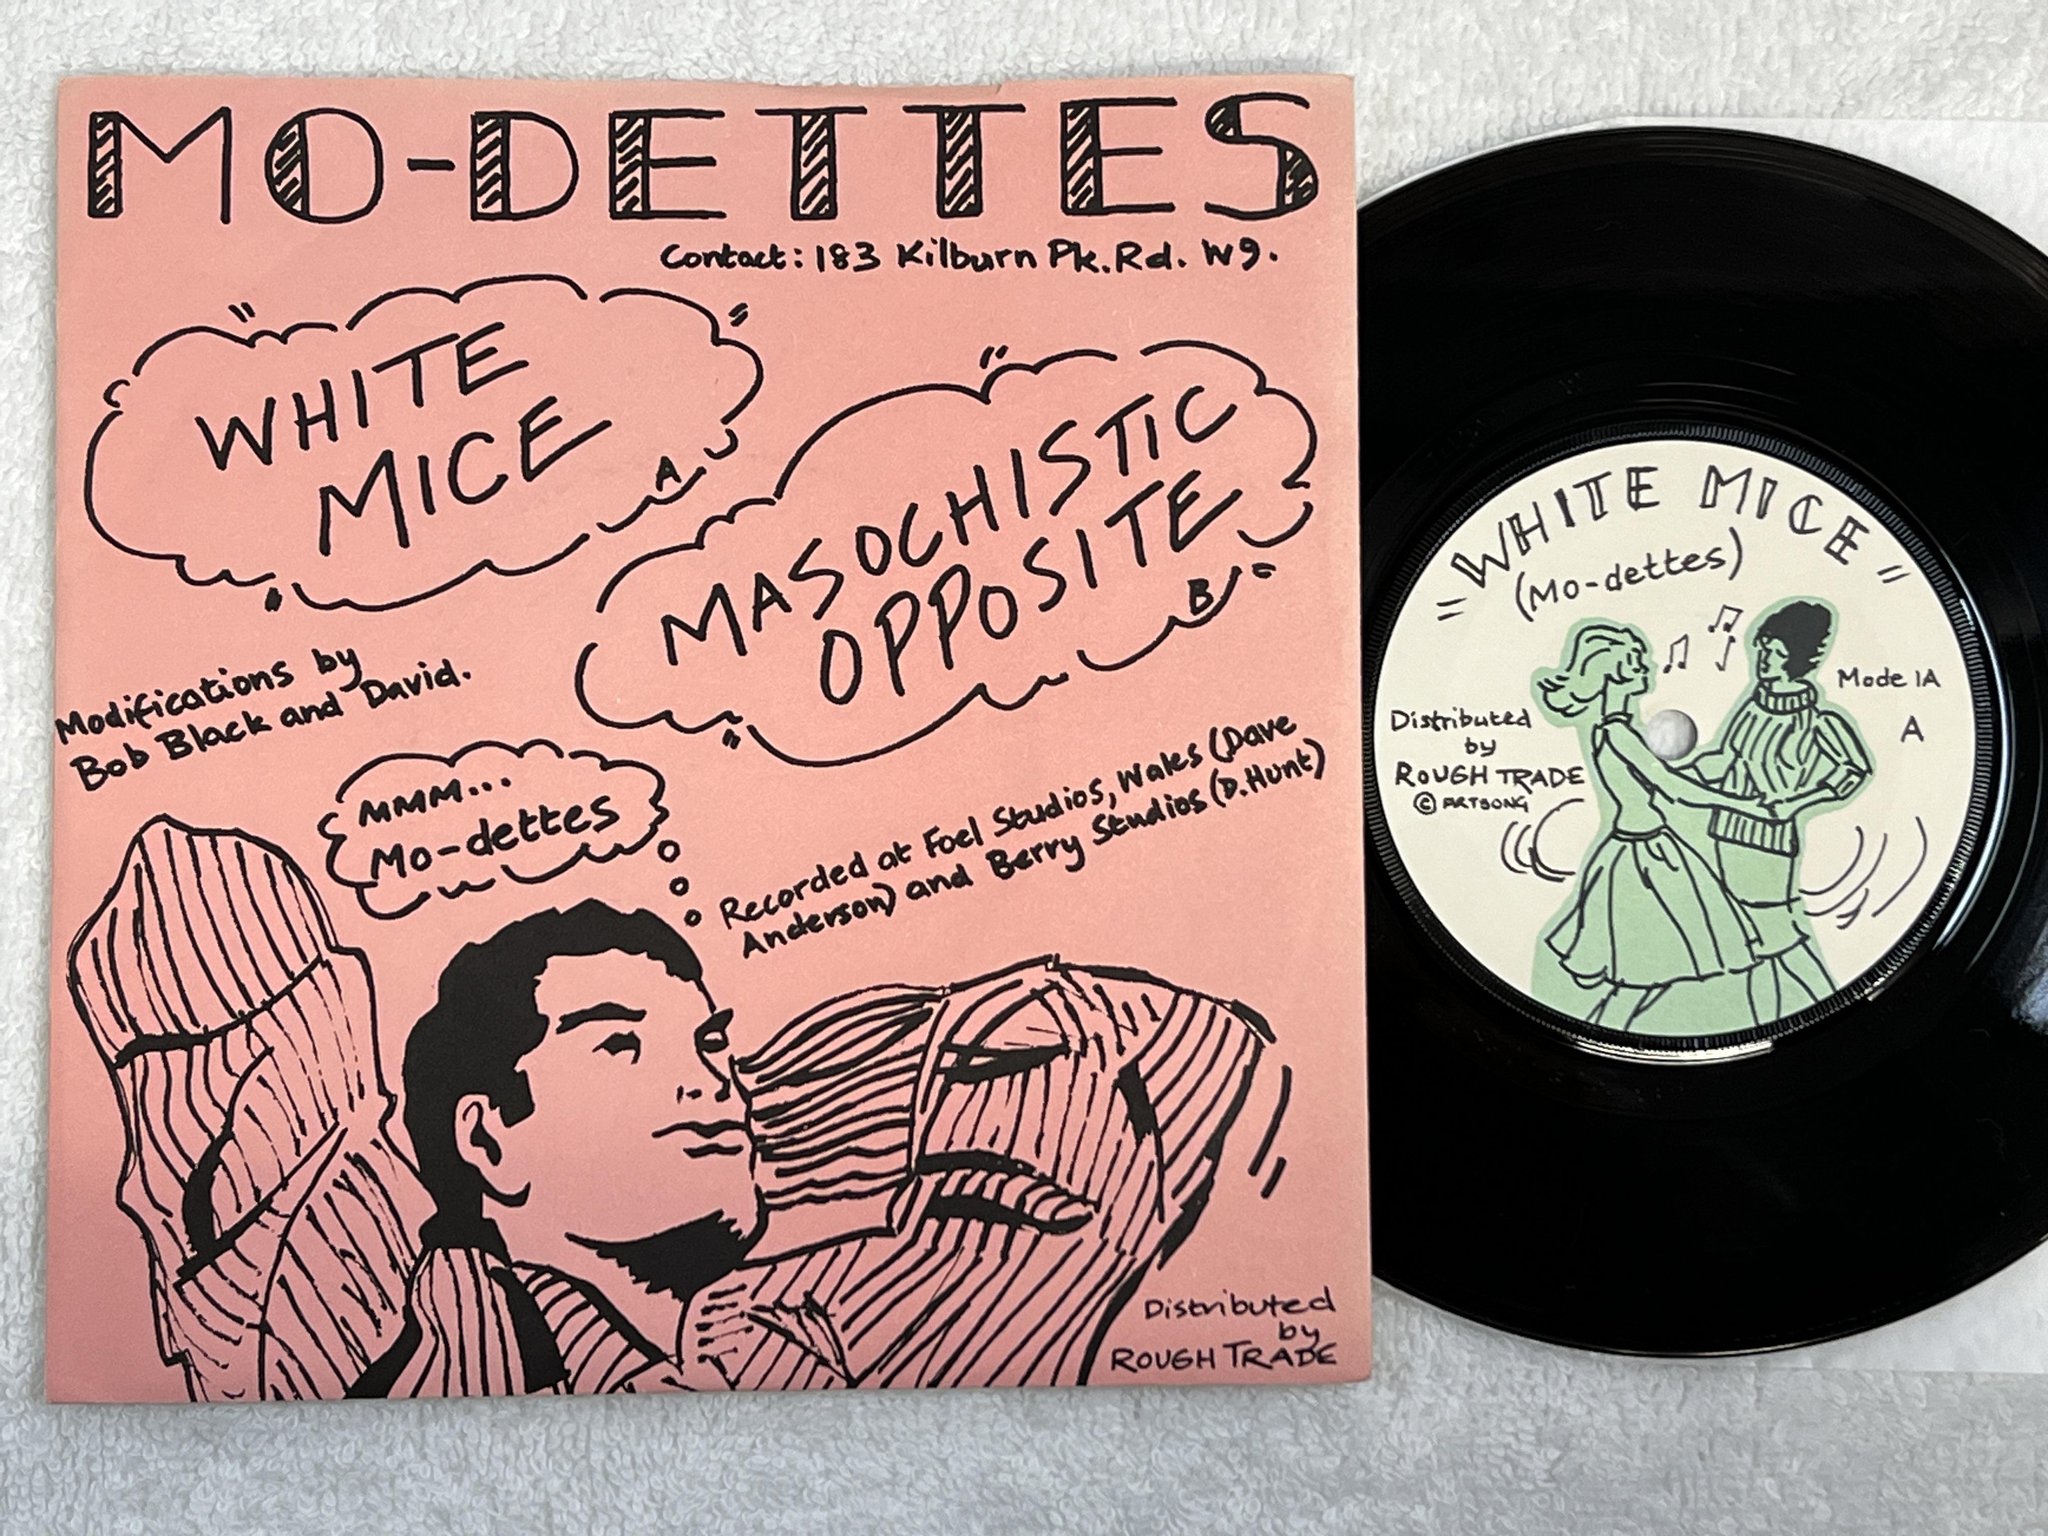 MO-DETTES
Contact: 183 Kilburn Pk.Rd. W9.
"WHITE
MICE"
A
"MASOCHISTIC
OPPOSITE"
B
Modifications by
Bob Black and David.
MMM...
Mo-dettes
Recorded at Foel Studios, Wales (Dave
Anderson) and Berry Studios (D.Hunt)
Distributed
by
ROUGH TRADE
"WHITE MICE"
(Mo-dettes)
Mode 1A
A
Distributed
by
ROUGH TRADE
© ARTSONG